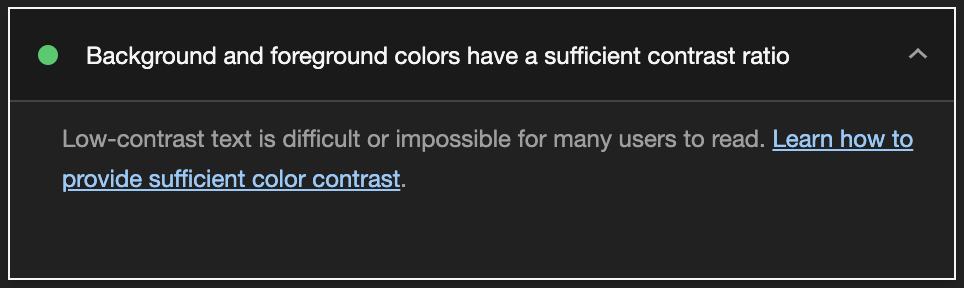 Background and foreground colors have a sufficient contrast ratio
Low-contrast text is difficult or impossible for many users to read. Learn how to
provide sufficient color contrast.